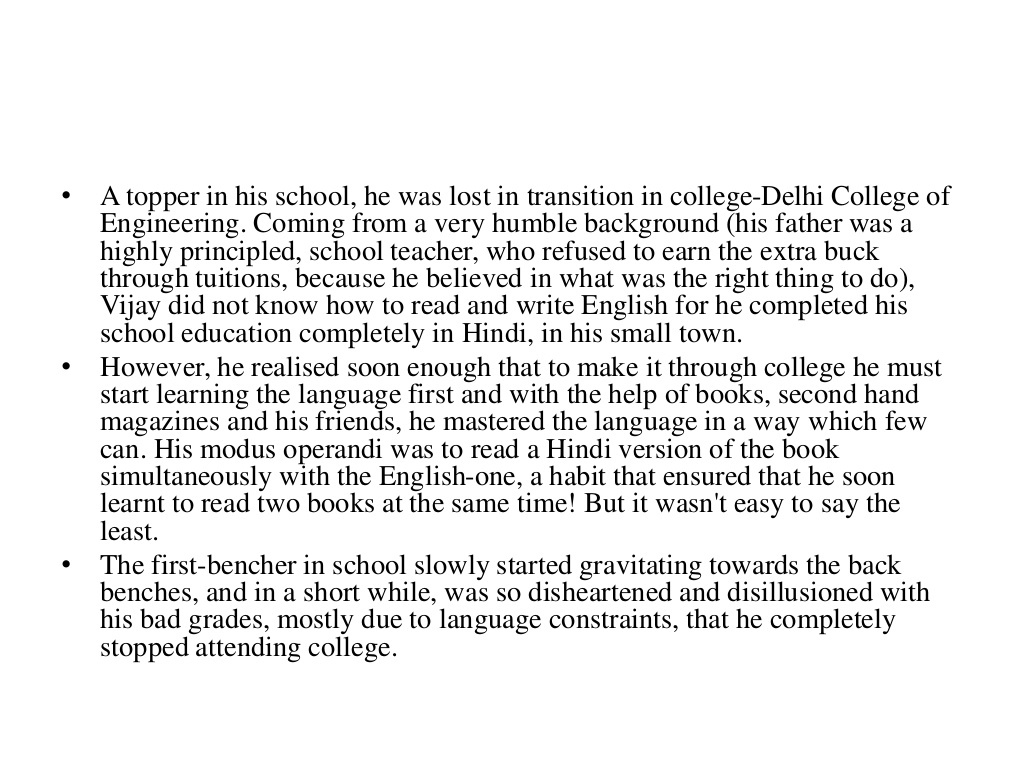 • A topper in his school, he was lost in transition in college-Delhi College of
Engineering. Coming from a very humble background (his father was a
highly principled, school teacher, who refused to earn the extra buck
through tuitions, because he believed in what was the right thing to do),
Vijay did not know how to read and write English for he completed his
school education completely in Hindi, in his small town.
• However, he realised soon enough that to make it through college he must
start learning the language first and with the help of books, second hand
magazines and his friends, he mastered the language in a way which few
can. His modus operandi was to read a Hindi version of the book
simultaneously with the English-one, a habit that ensured that he soon
learnt to read two books at the same time! But it wasn't easy to say the
least.
• The first-bencher in school slowly started gravitating towards the back
benches, and in a short while, was so disheartened and disillusioned with
his bad grades, mostly due to language constraints, that he completely
stopped attending college.